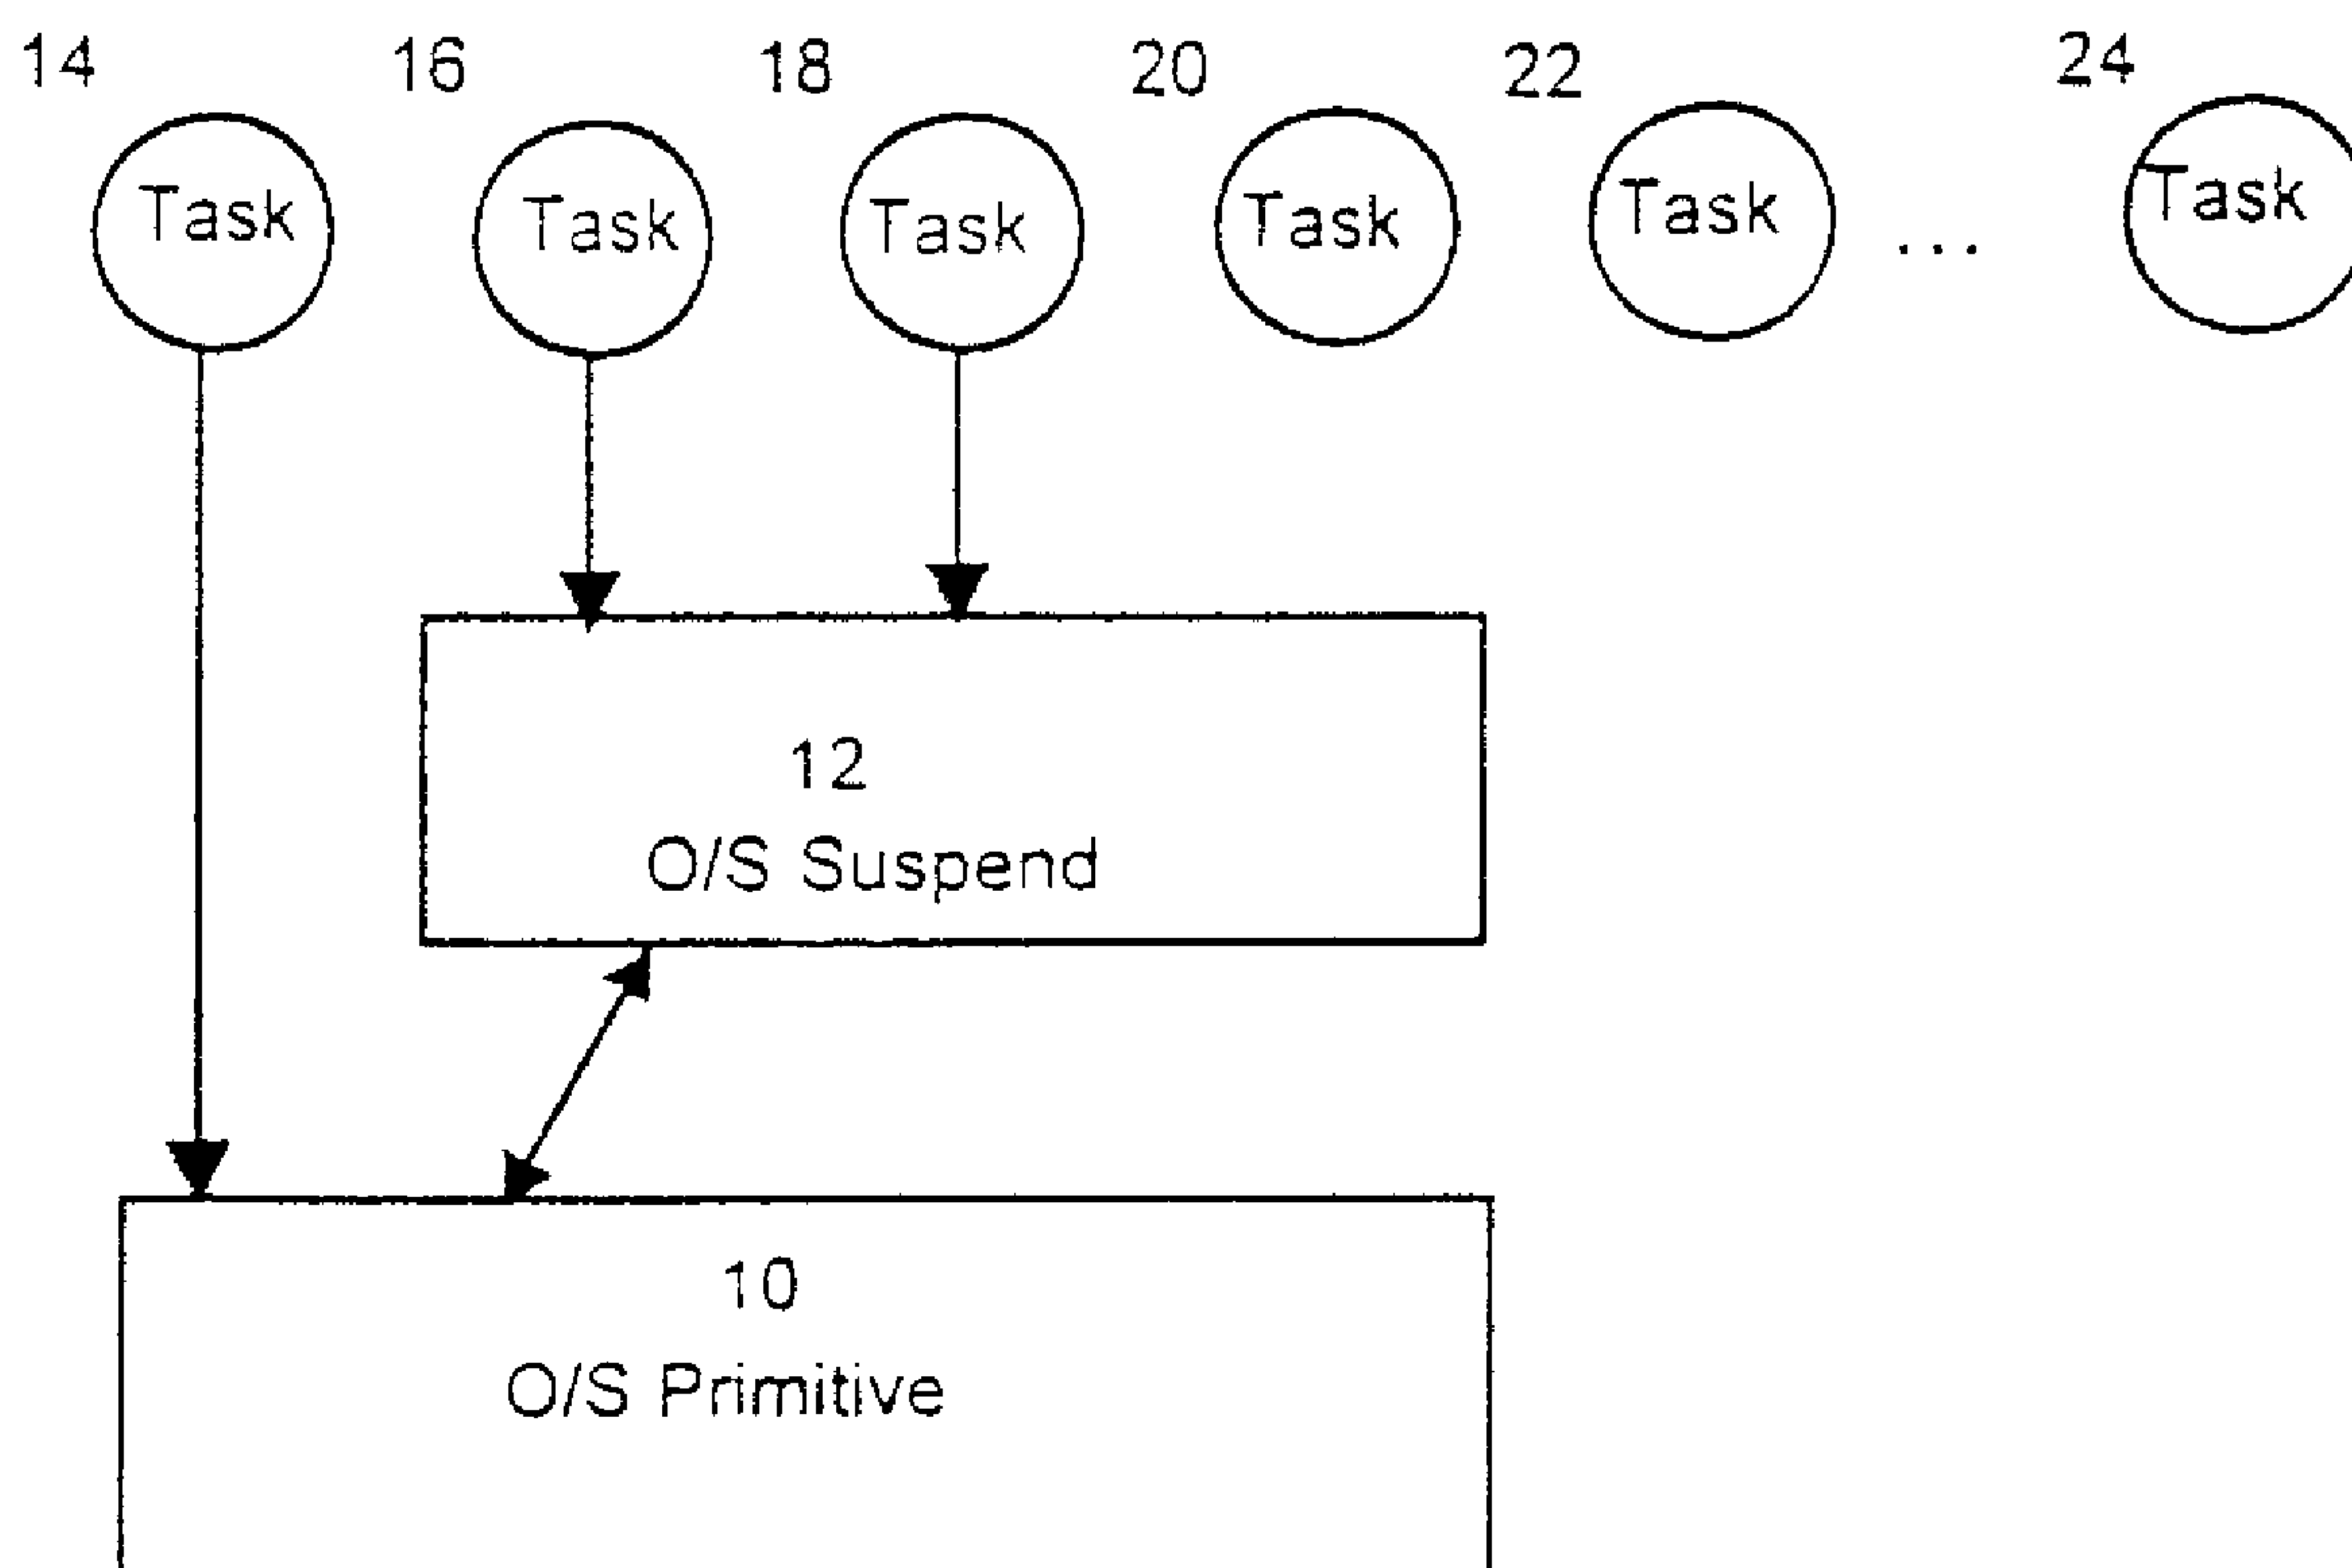 14 16 18 20 22 24
Task Task Task Task Task ... Task
12
O/S Suspend
10
O/S Primitive